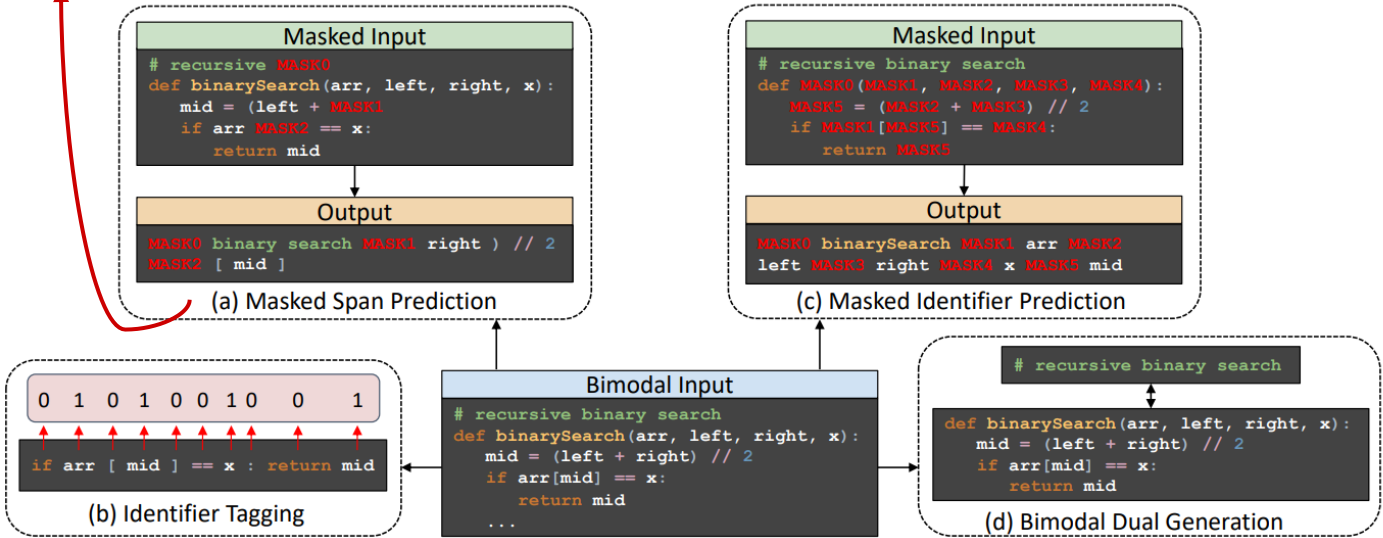 Masked Input
# recursive MASK0
def binarySearch(arr, left, right, x):
mid = (left + MASK1
if arr MASK2 == x:
return mid
Output
MASK0 binary search MASK1 right ) // 2
MASK2 [ mid ]
(a) Masked Span Prediction
Masked Input
# recursive binary search
def MASK0(MASK1, MASK2, MASK3, MASK4):
MASK5 = (MASK2 + MASK3) // 2
if MASK1[MASK5] == MASK4:
return MASK5
Output
MASK0 binarySearch MASK1 arr MASK2
left MASK3 right MASK4 x MASK5 mid
(c) Masked Identifier Prediction
0 1 0 1 0 0 1 0 0 1
if arr [ mid ] == x : return mid
(b) Identifier Tagging
Bimodal Input
# recursive binary search
def binarySearch(arr, left, right, x):
mid = (left + right) // 2
if arr[mid] == x:
return mid
...
# recursive binary search
def binarySearch(arr, left, right, x):
mid = (left + right) // 2
if arr[mid] == x:
return mid
(d) Bimodal Dual Generation